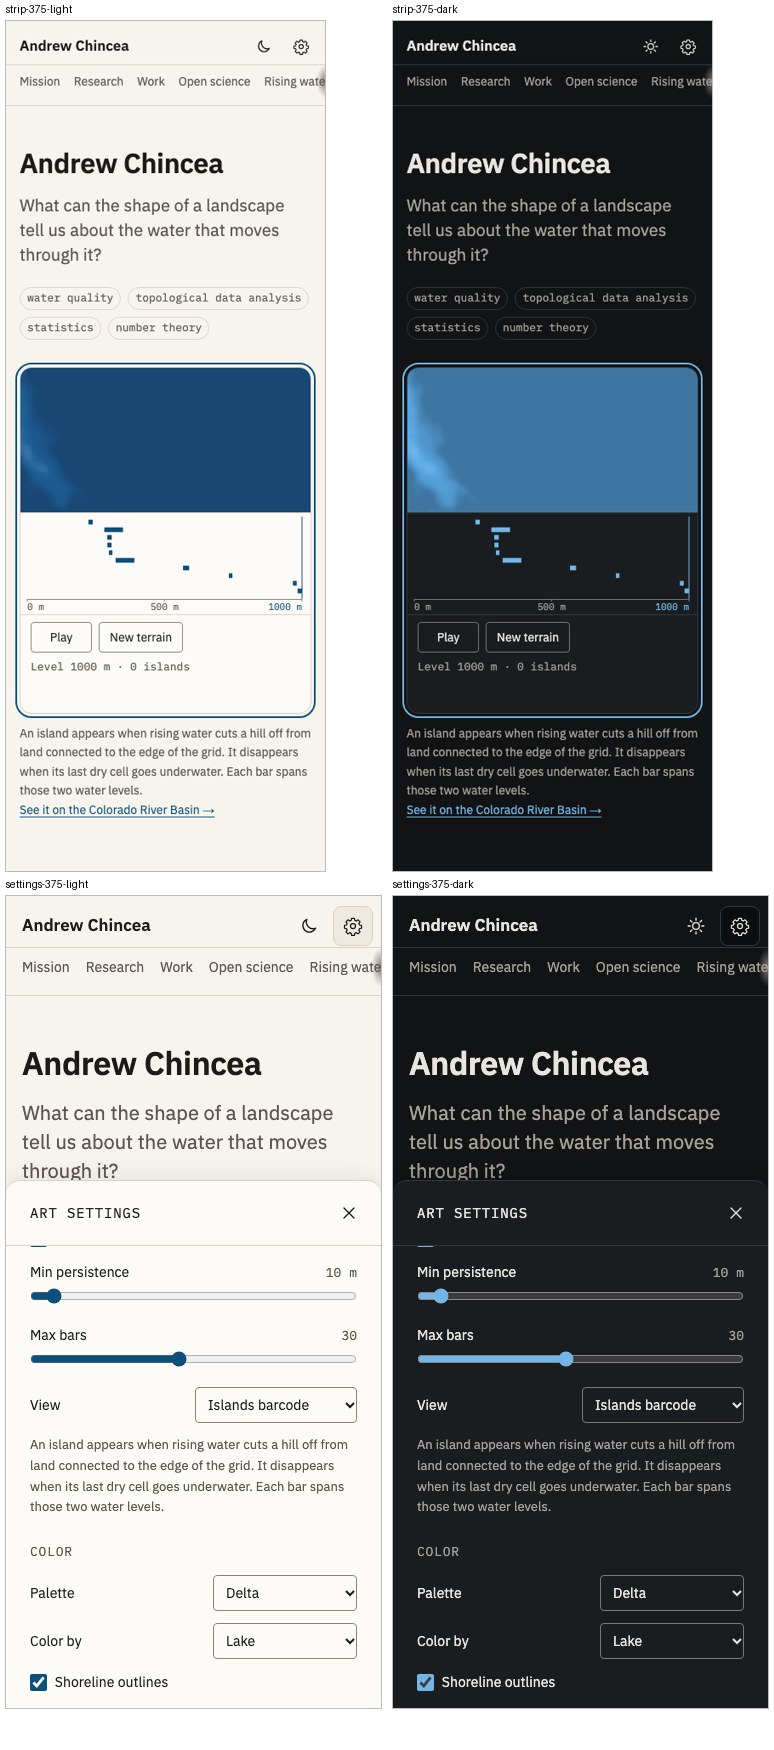 strip-375-light
Andrew Chincea
Mission Research Work Open science Rising wate
Andrew Chincea
What can the shape of a landscape
tell us about the water that moves
through it?
water quality topological data analysis
statistics number theory
0 m 500 m 1000 m
Play New terrain
Level 1000 m · 0 islands
An island appears when rising water cuts a hill off from
land connected to the edge of the grid. It disappears
when its last dry cell goes underwater. Each bar spans
those two water levels.
See it on the Colorado River Basin →
strip-375-dark
Andrew Chincea
Mission Research Work Open science Rising wate
Andrew Chincea
What can the shape of a landscape
tell us about the water that moves
through it?
water quality topological data analysis
statistics number theory
0 m 500 m 1000 m
Play New terrain
Level 1000 m · 0 islands
An island appears when rising water cuts a hill off from
land connected to the edge of the grid. It disappears
when its last dry cell goes underwater. Each bar spans
those two water levels.
See it on the Colorado River Basin →
settings-375-light
Andrew Chincea
Mission Research Work Open science Rising wate
Andrew Chincea
What can the shape of a landscape
tell us about the water that moves
through it?
ART SETTINGS
Min persistence 10 m
Max bars 30
View Islands barcode
An island appears when rising water cuts a hill off from
land connected to the edge of the grid. It disappears
when its last dry cell goes underwater. Each bar spans
those two water levels.
COLOR
Palette Delta
Color by Lake
Shoreline outlines
settings-375-dark
Andrew Chincea
Mission Research Work Open science Rising wate
Andrew Chincea
What can the shape of a landscape
tell us about the water that moves
through it?
ART SETTINGS
Min persistence 10 m
Max bars 30
View Islands barcode
An island appears when rising water cuts a hill off from
land connected to the edge of the grid. It disappears
when its last dry cell goes underwater. Each bar spans
those two water levels.
COLOR
Palette Delta
Color by Lake
Shoreline outlines